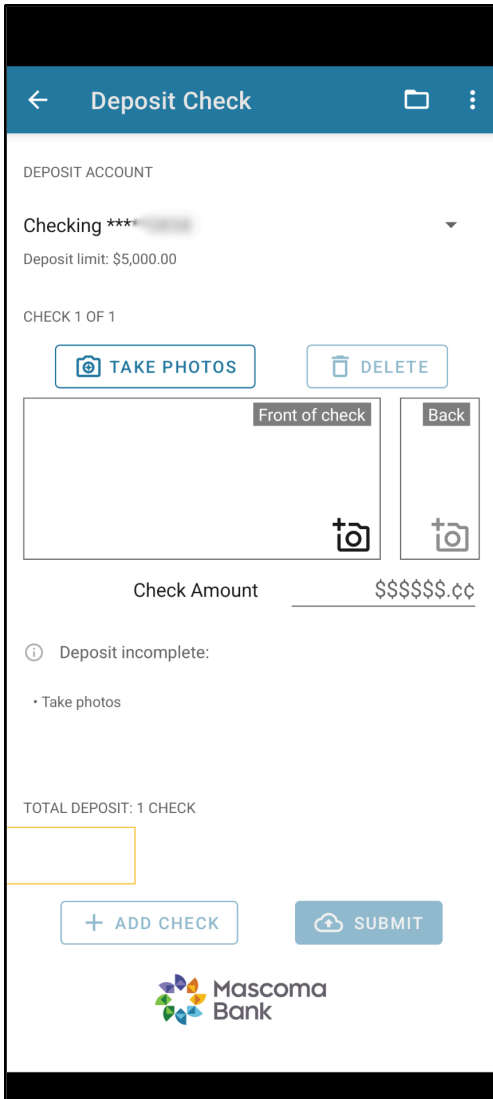 Deposit Check
DEPOSIT ACCOUNT
Checking ****
Deposit limit: $5,000.00
CHECK 1 OF 1
TAKE PHOTOS DELETE
Front of check Back
Check Amount $$$$$$.¢¢
Deposit incomplete:
• Take photos
TOTAL DEPOSIT: 1 CHECK
+ ADD CHECK SUBMIT
Mascoma
Bank